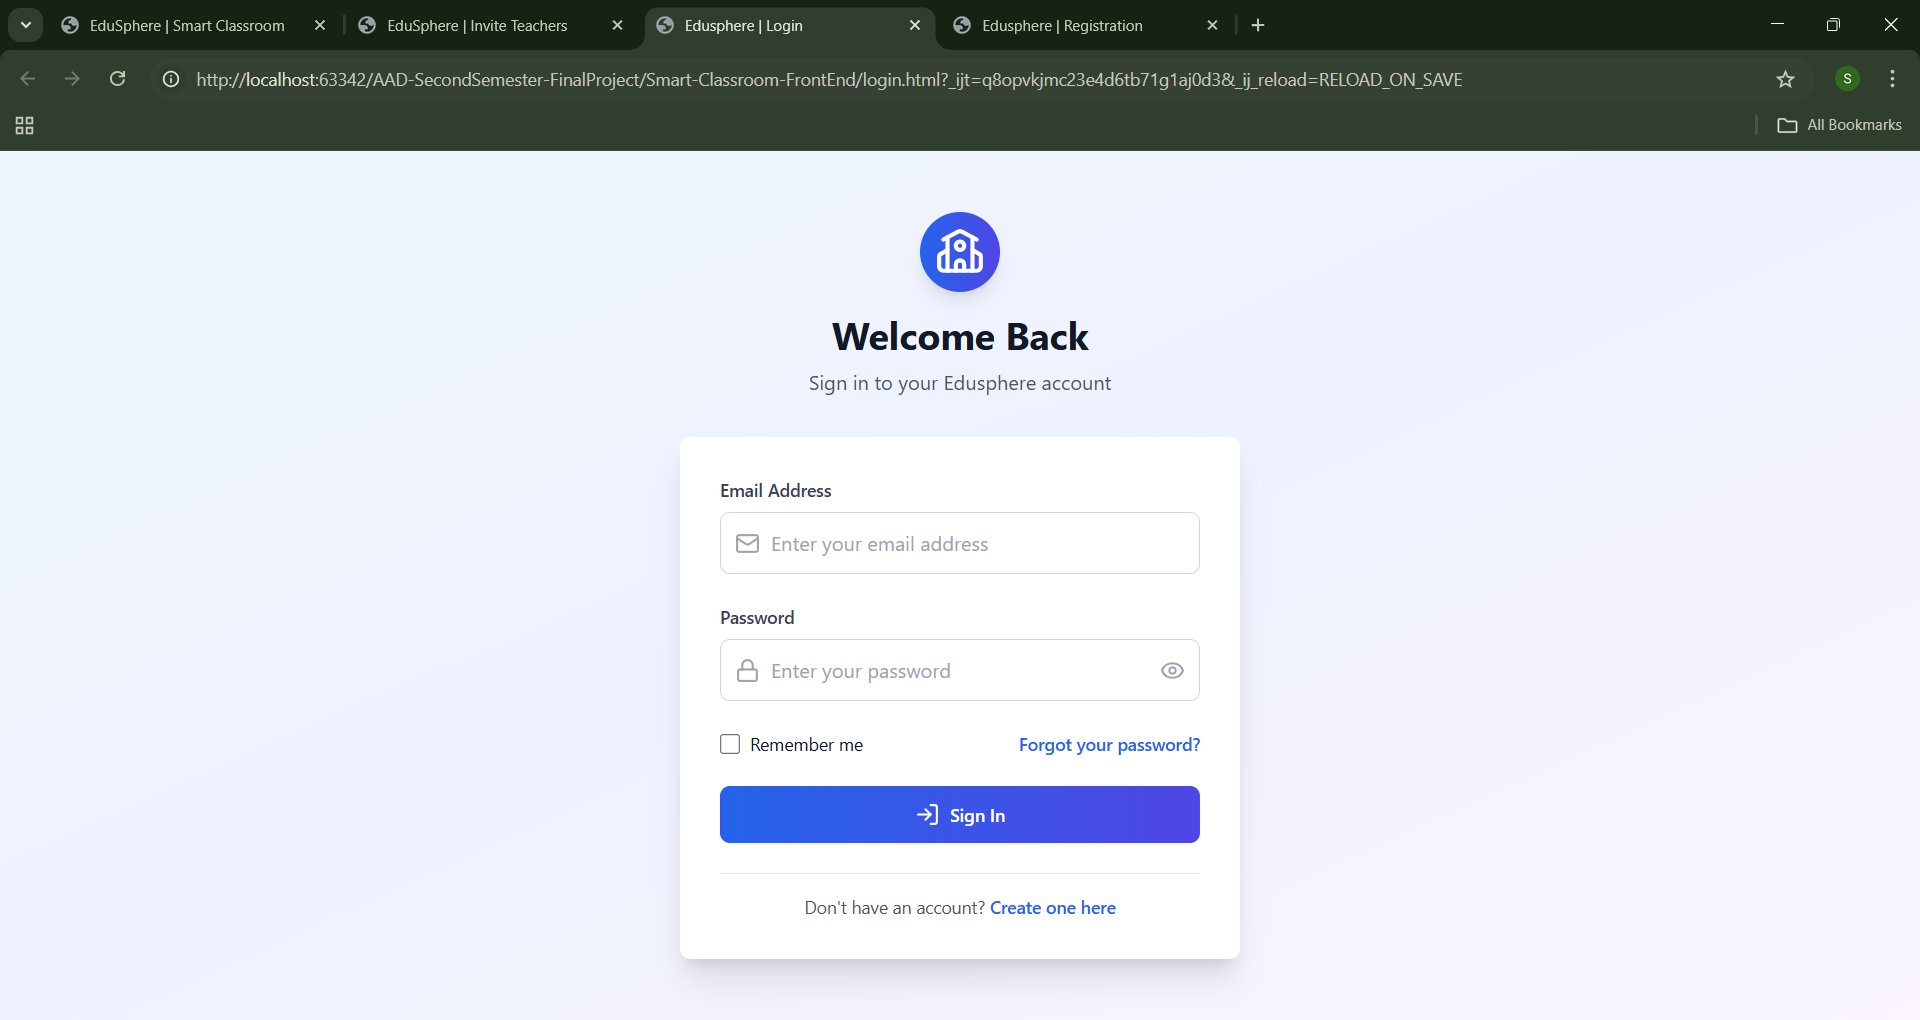 EduSphere | Smart Classroom
EduSphere | Invite Teachers
Edusphere | Login
Edusphere | Registration
http://localhost:63342/AAD-SecondSemester-FinalProject/Smart-Classroom-FrontEnd/login.html?_ijt=q8opvkjmc23e4d6tb71g1aj0d3&_ij_reload=RELOAD_ON_SAVE
S
All Bookmarks
Welcome Back
Sign in to your Edusphere account
Email Address
Enter your email address
Password
Enter your password
Remember me
Forgot your password?
Sign In
Don't have an account? Create one here